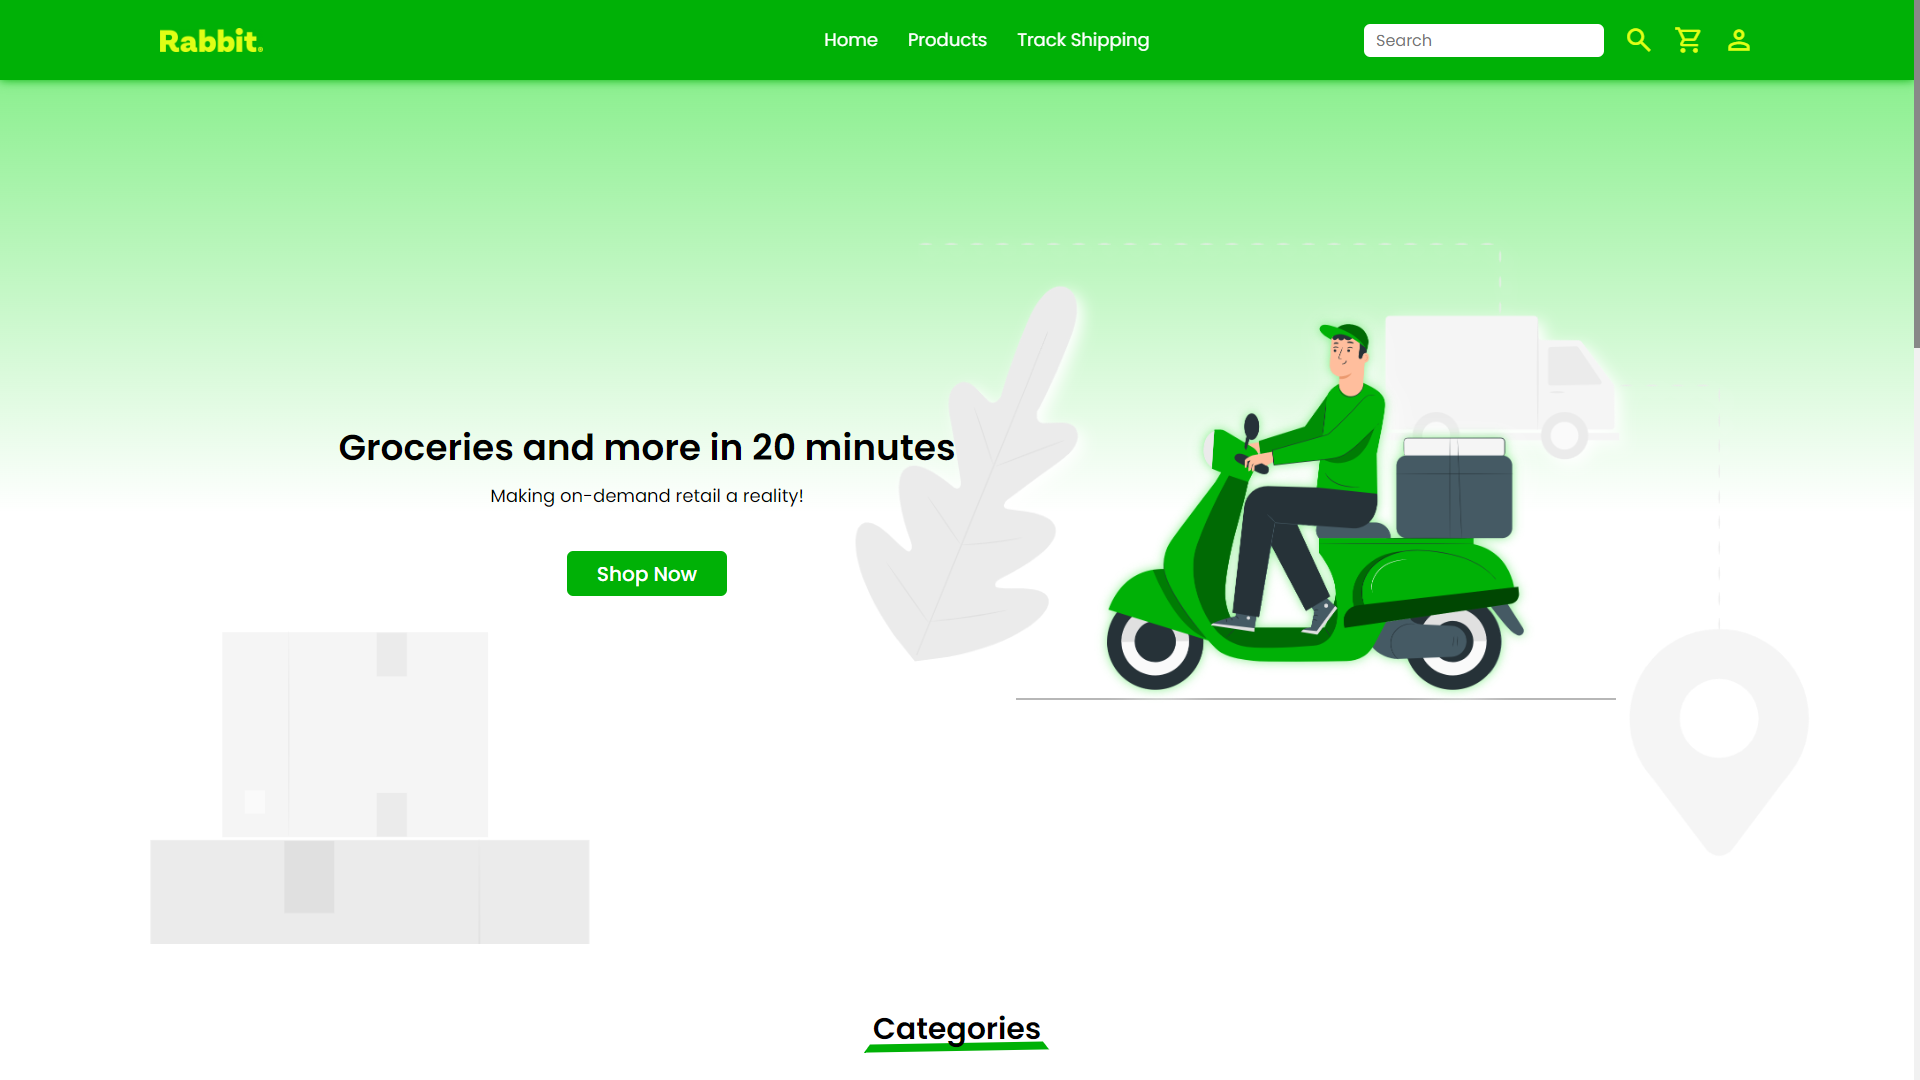 Rabbit.
Home Products Track Shipping
Search
Groceries and more in 20 minutes
Making on-demand retail a reality!
Shop Now
Categories